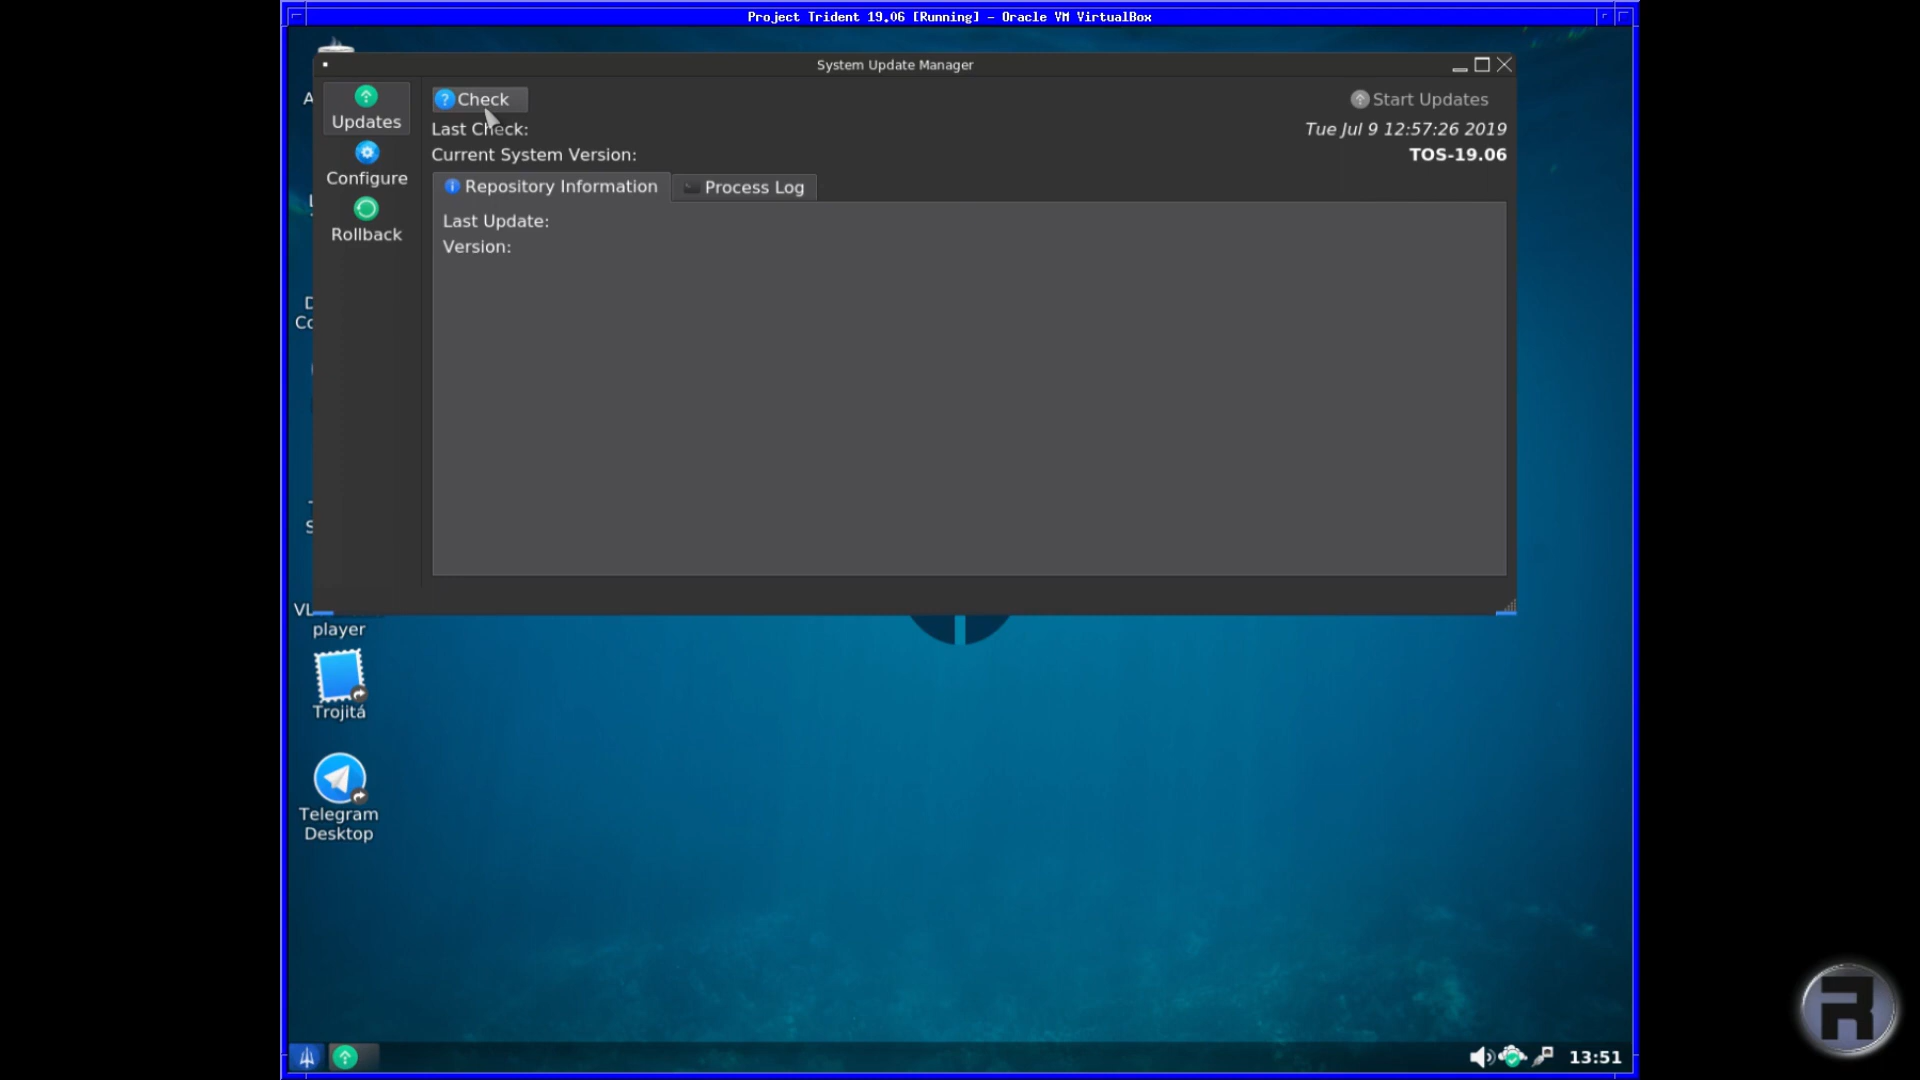 Project Trident 19.06 [Running] - Oracle VM VirtualBox
System Update Manager
Updates
Configure
Rollback
Check
Start Updates
Last Check:
Tue Jul 9 12:57:26 2019
Current System Version:
TOS-19.06
Repository Information
Process Log
Last Update:
Version:
player
Trojitá
Telegram
Desktop
13:51